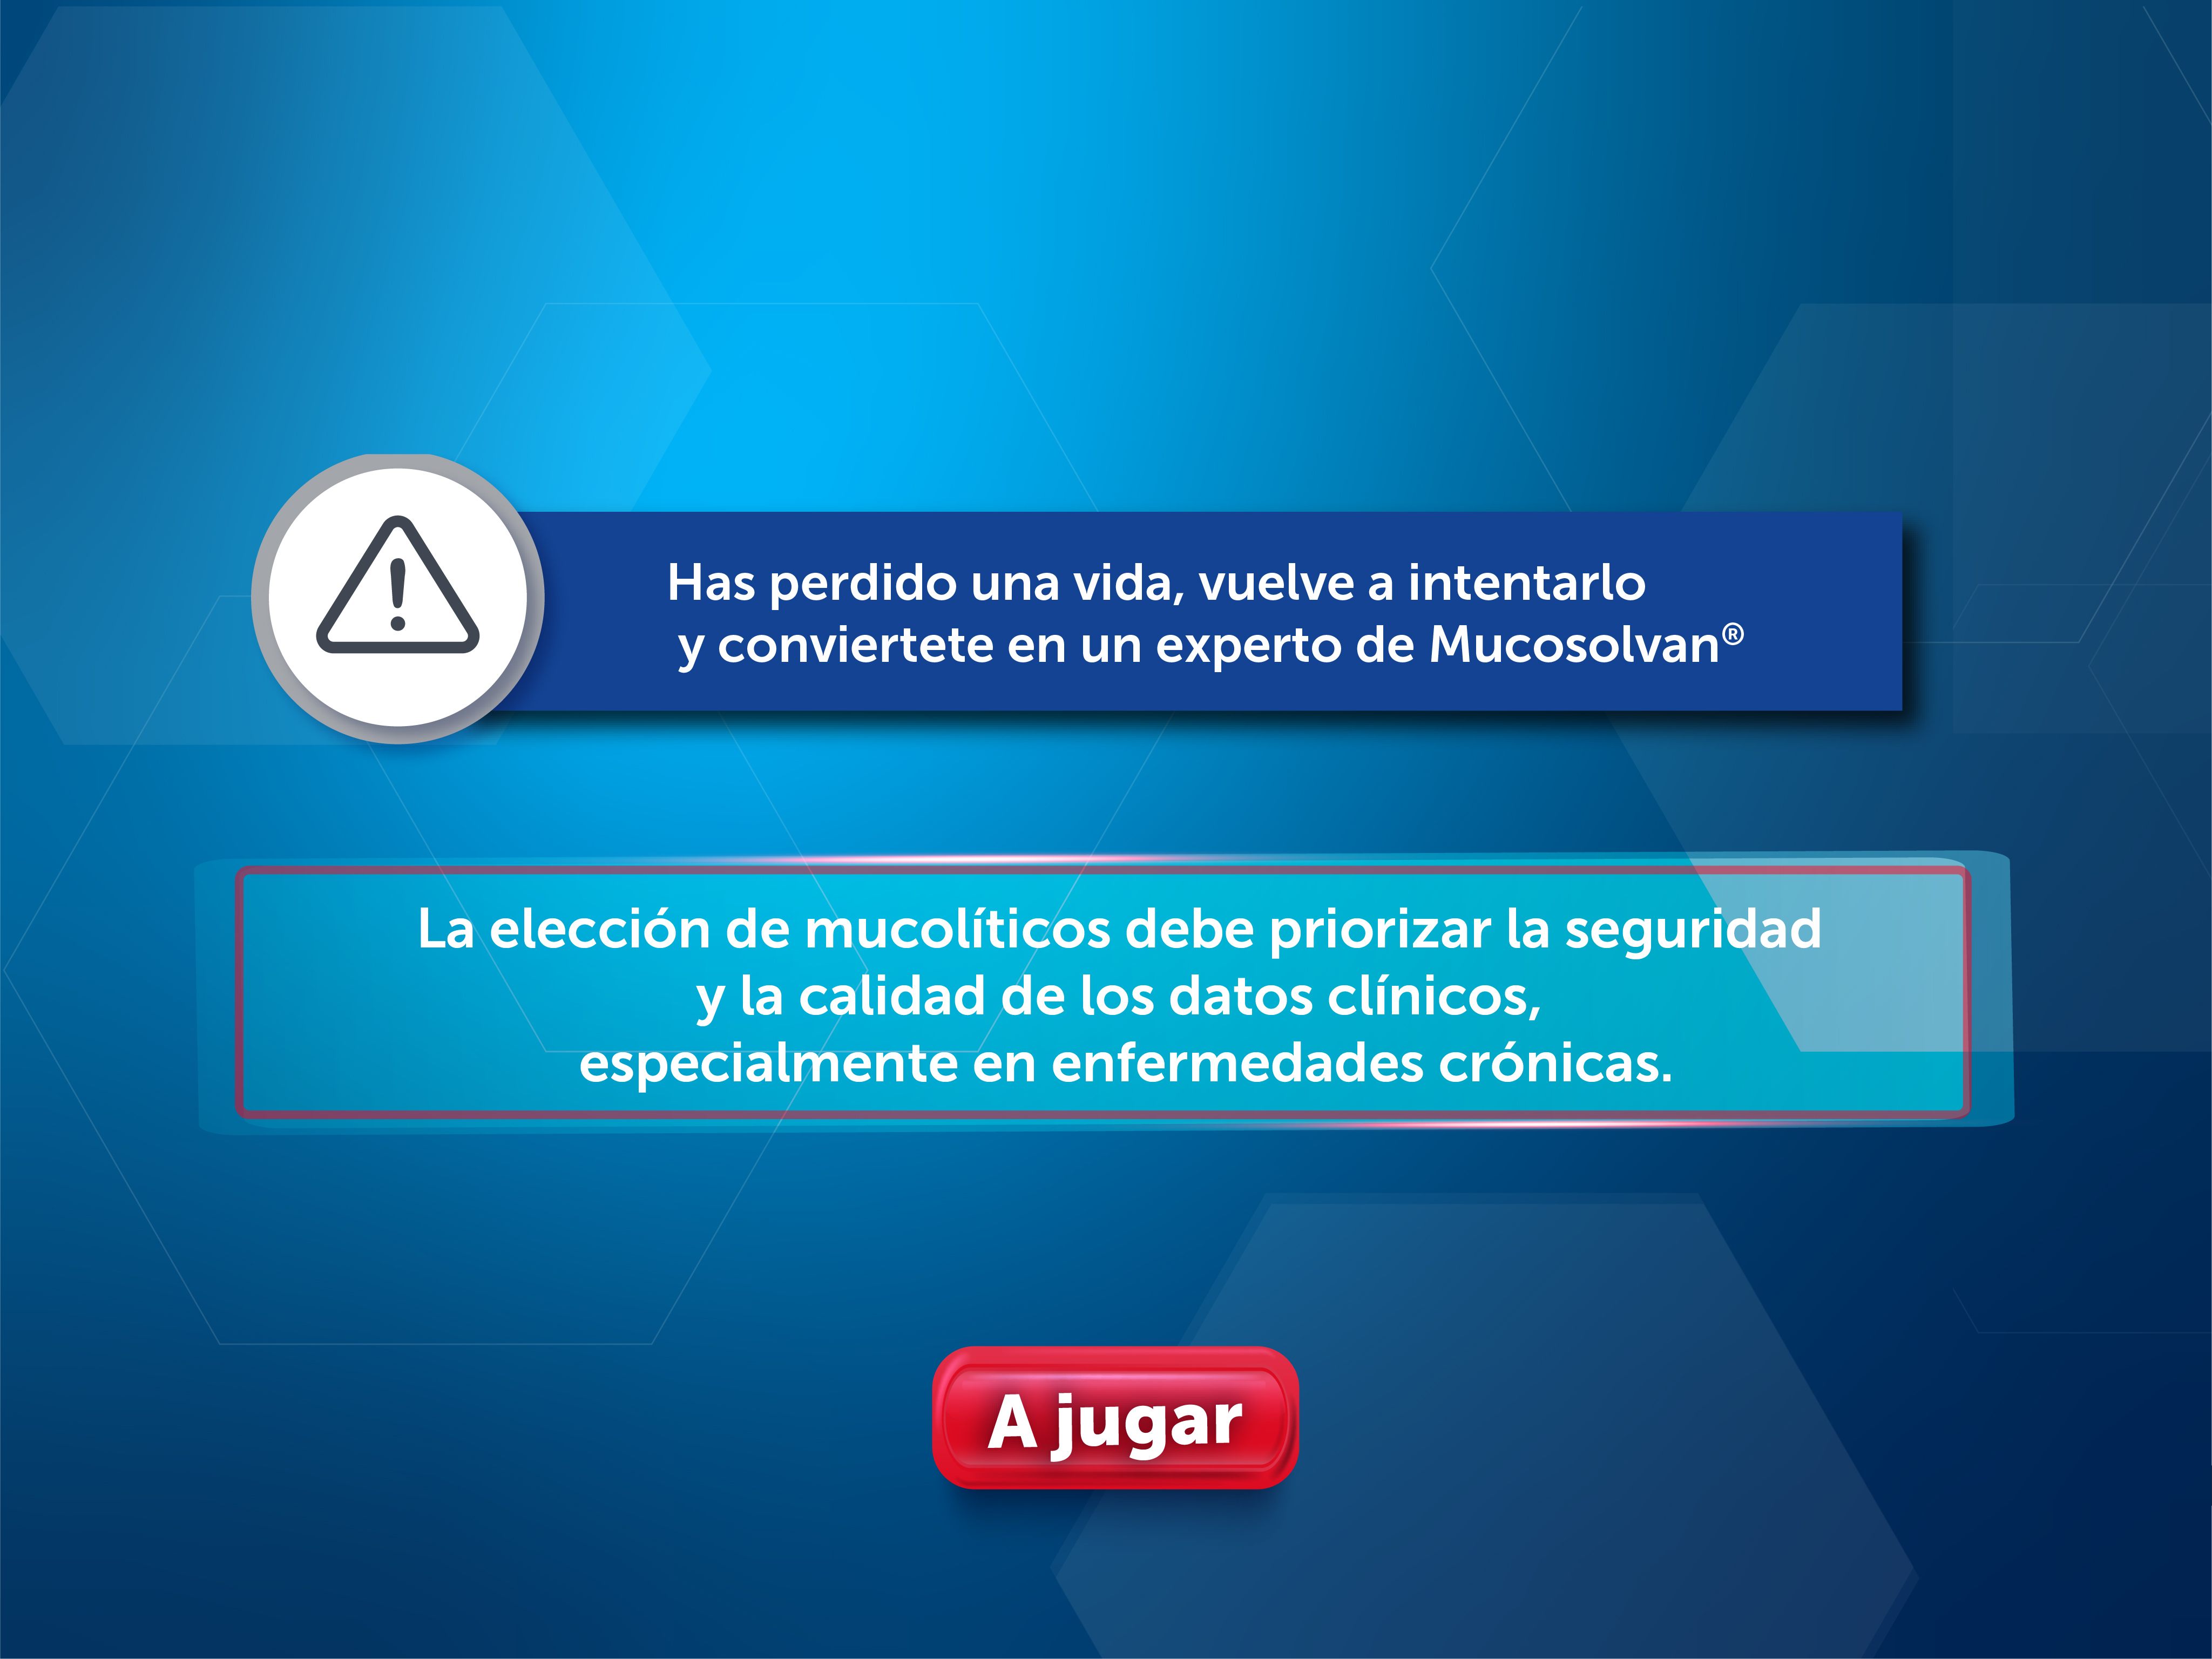 Has perdido una vida, vuelve a intentarlo
y conviertete en un experto de Mucosolvan®
La elección de mucolíticos debe priorizar la seguridad
y la calidad de los datos clínicos,
especialmente en enfermedades crónicas.
A jugar